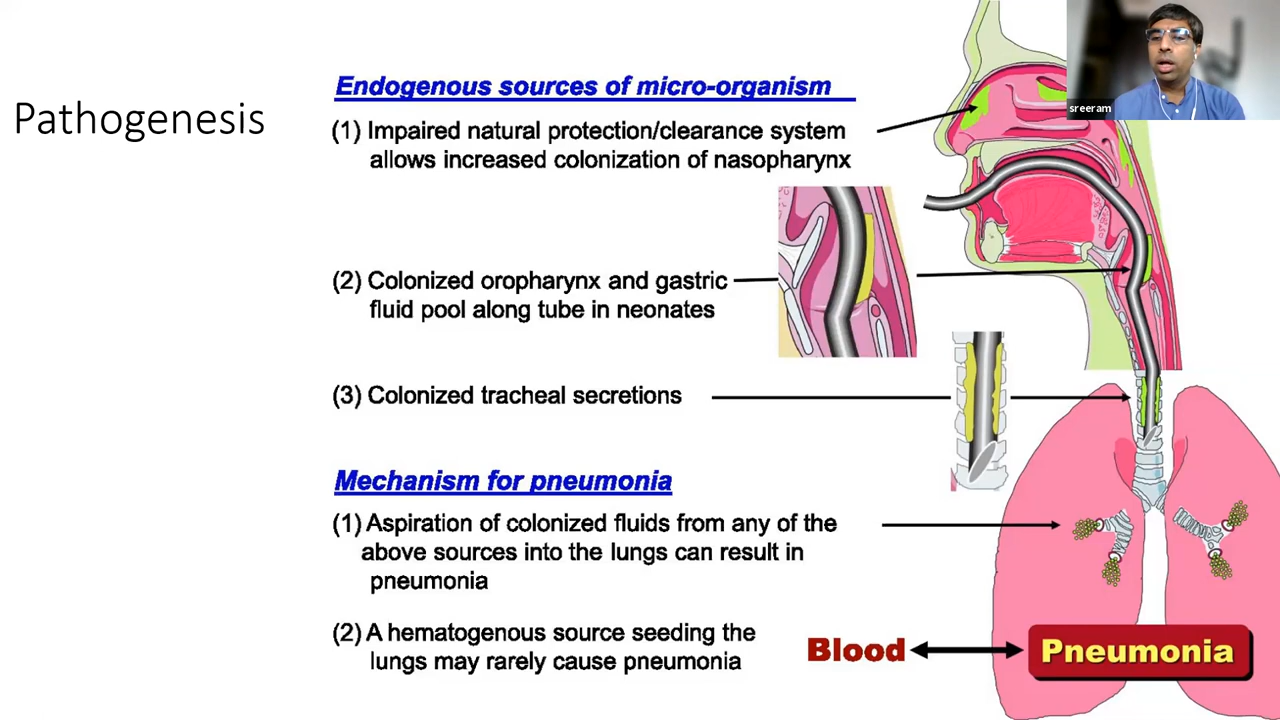 Pathogenesis
Endogenous sources of micro-organism
(1) Impaired natural protection/clearance system
allows increased colonization of nasopharynx
(2) Colonized oropharynx and gastric
fluid pool along tube in neonates
(3) Colonized tracheal secretions
Mechanism for pneumonia
(1) Aspiration of colonized fluids from any of the
above sources into the lungs can result in
pneumonia
(2) A hematogenous source seeding the
lungs may rarely cause pneumonia
Blood
Pneumonia
sreeram